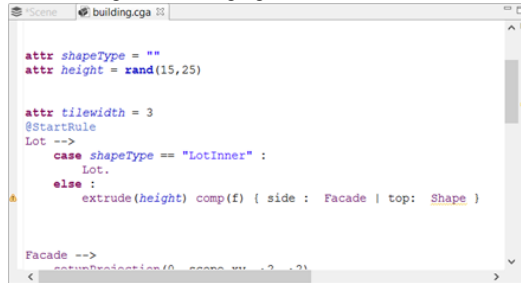 *Scene building.cga
attr shapeType = ""
attr height = rand(15,25)
attr tilewidth = 3
@StartRule
Lot -->
case shapeType == "LotInner" :
Lot.
else :
extrude(height) comp(f) { side : Facade | top: Shape }
Facade -->